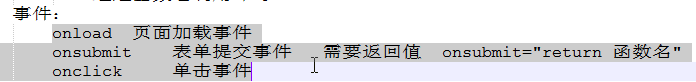 事件：
onload 页面加载事件
onsubmit 表单提交事件 需要返回值 onsubmit="return 函数名"
onclick 单击事件